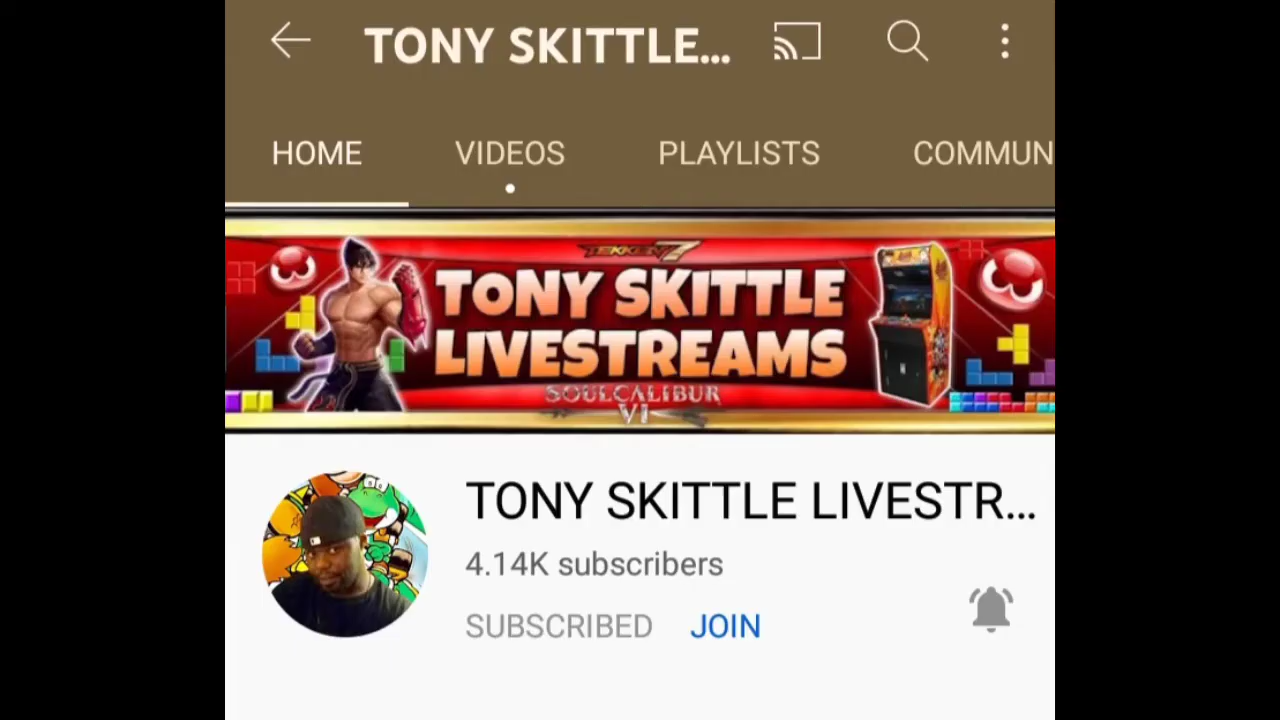 TONY SKITTLE...
HOME VIDEOS PLAYLISTS COMMUN
TEKKEN 7
TONY SKITTLE
LIVESTREAMS
SOULCALIBUR
VI
TONY SKITTLE LIVESTR...
4.14K subscribers
SUBSCRIBED JOIN